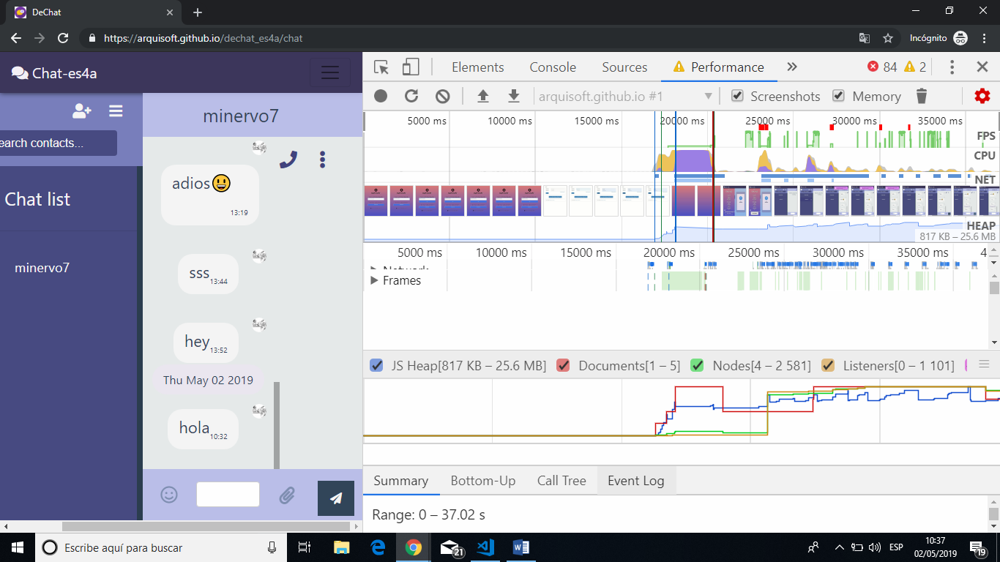 DeChat
https://arquisoft.github.io/dechat_es4a/chat
Incógnito
Chat-es4a
earch contacts...
Chat list
minervo7
minervo7
adios😃
13:19
sss
13:44
hey
13:52
Thu May 02 2019
hola
10:32
Elements Console Sources Performance 84 2
arquisoft.github.io #1 Screenshots Memory
5000 ms 10000 ms 15000 ms 20000 ms 25000 ms 30000 ms 35000 ms
FPS
CPU
NET
HEAP
817 KB – 25.6 MB
5000 ms 10000 ms 15000 ms 20000 ms 25000 ms 30000 ms 35000 ms 4
Frames
JS Heap[817 KB – 25.6 MB] Documents[1 – 5] Nodes[4 – 2 581] Listeners[0 – 1 101]
Summary Bottom-Up Call Tree Event Log
Range: 0 – 37.02 s
Escribe aquí para buscar
21
ESP
10:37
02/05/2019
19